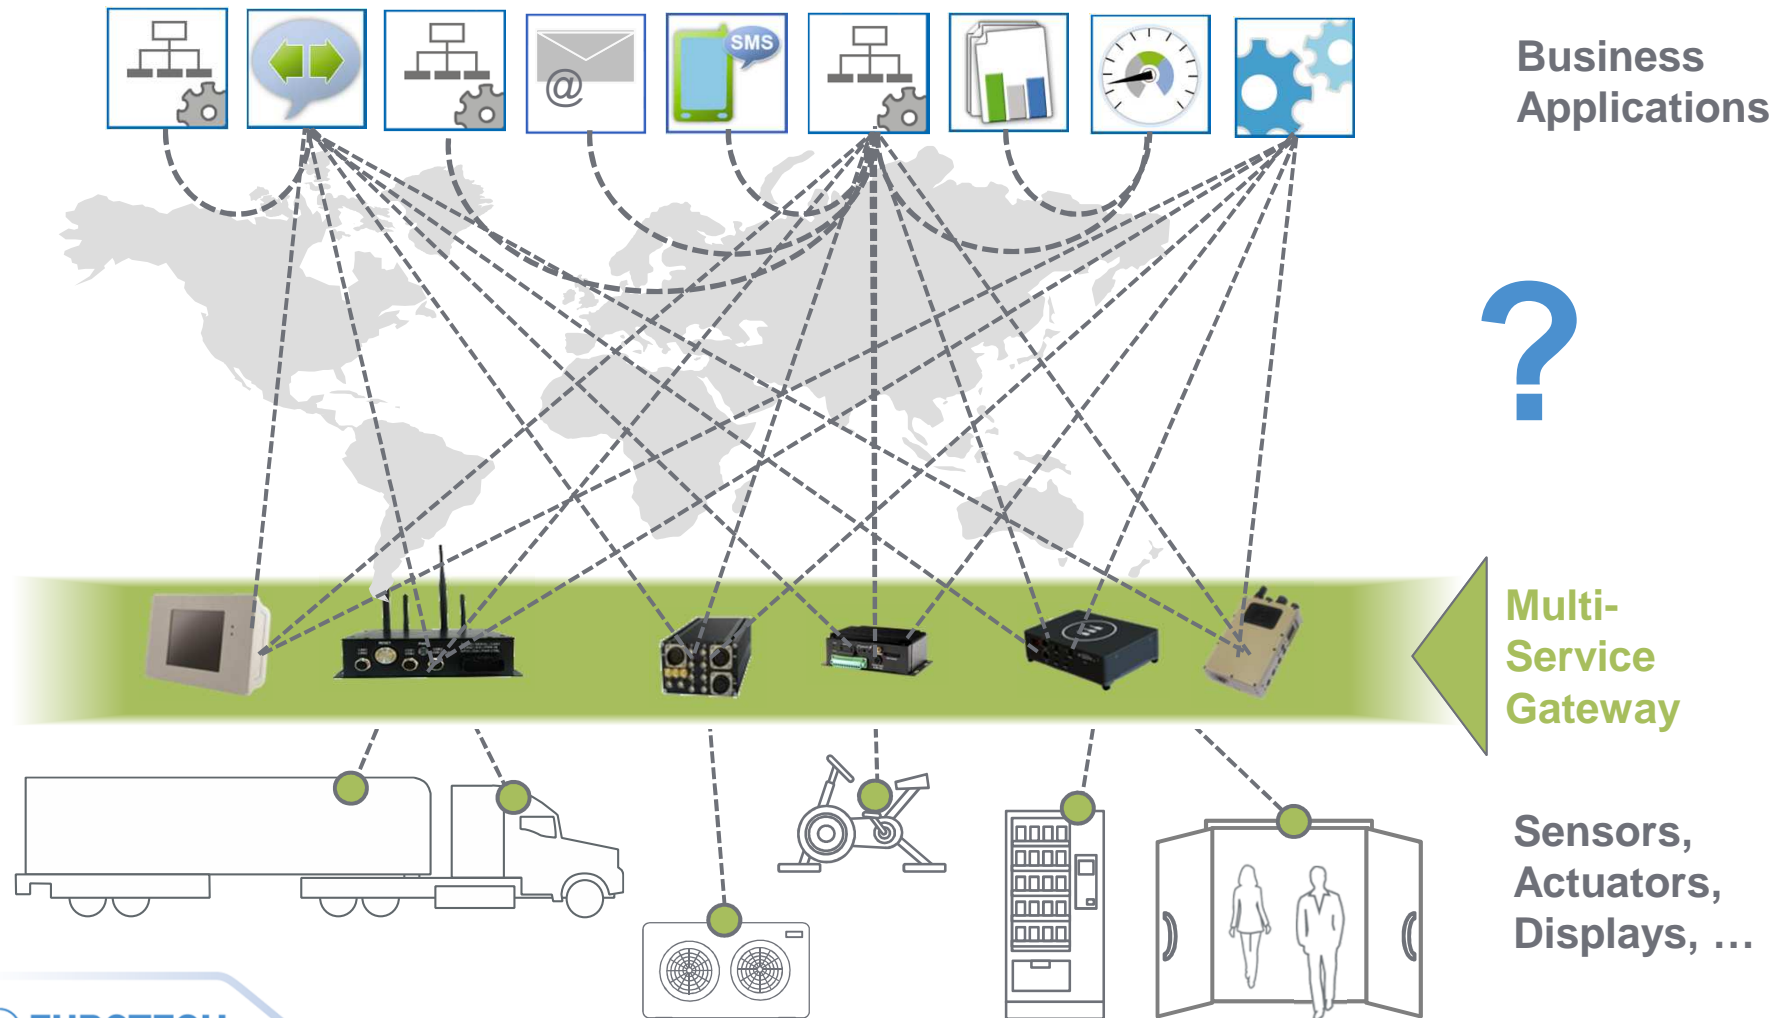 SMS
@
Business
Applications
?
Multi-
Service
Gateway
Sensors,
Actuators,
Displays, …